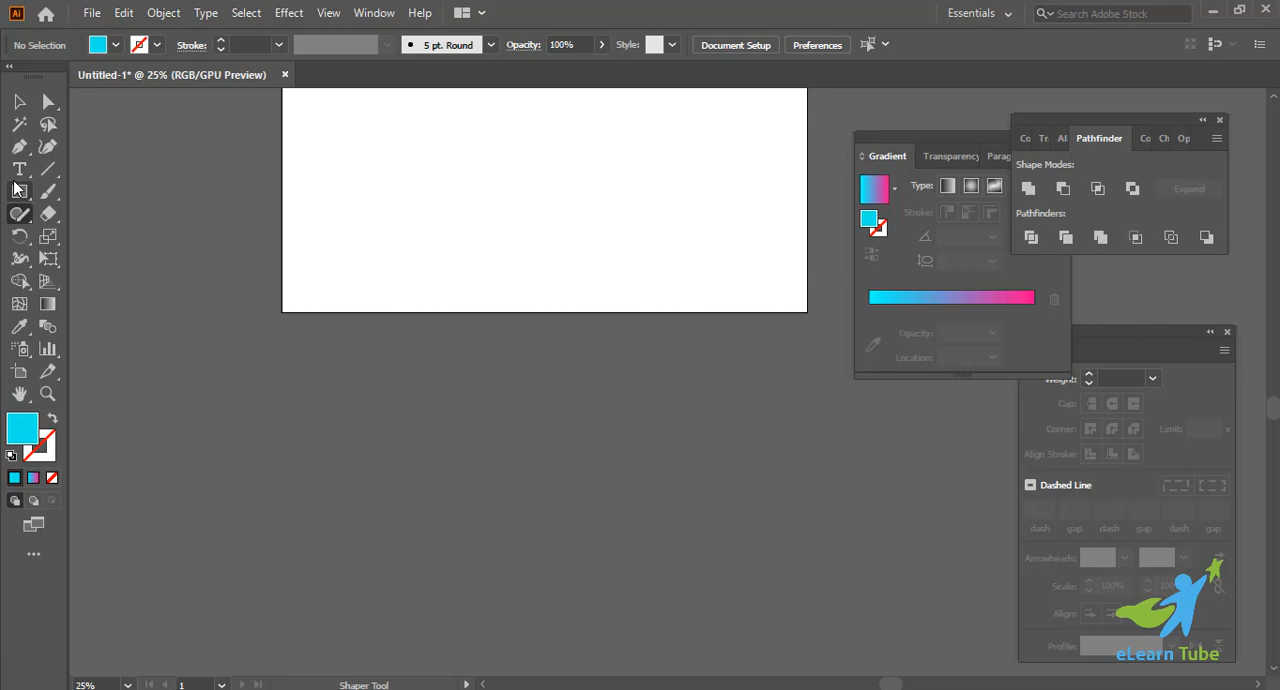 Ai File Edit Object Type Select Effect View Window Help Essentials Search Adobe Stock
No Selection Stroke: 5 pt. Round Opacity: 100% Style: Document Setup Preferences
Untitled-1* @ 25% (RGB/GPU Preview)
Co Tr Al Pathfinder Co Ch Op
Gradient Transparency Parag
Shape Modes:
Type:
Expand
Stroke:
Pathfinders:
Opacity:
Location:
Weight:
Cap:
Corner: Limit: x
Align Stroke:
Dashed Line
dash gap dash gap dash gap
Arrowheads:
Scale: 100%
Align:
Profile:
eLearn Tube
25% 1 Shaper Tool